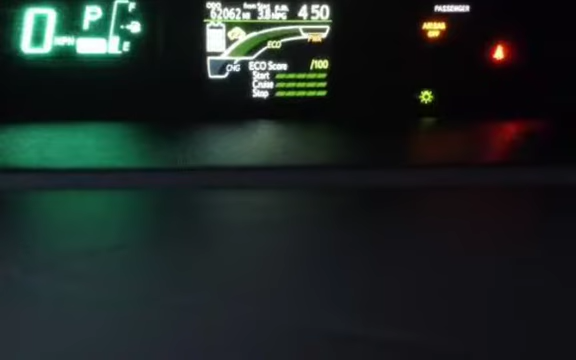 0 MPH
P
F
E
ODO
62062 MI 3.8 MPG
4 50
ECO
PWR
CHG
ECO Score /100
Start
Cruise
Stop
PASSENGER
AIRBAG
OFF